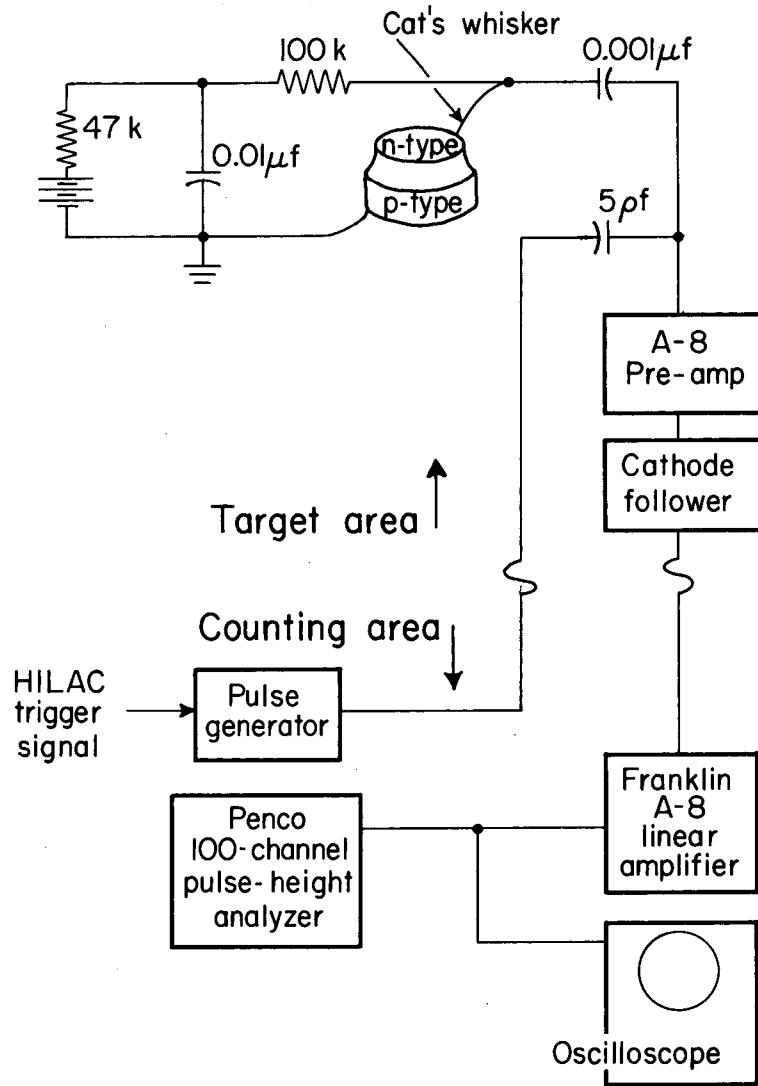 Cat's whisker
100 k
0.001μf
47 k
0.01μf
n-type
p-type
5ρf
A-8
Pre-amp
Cathode
follower
Target area
Counting area
HILAC
trigger
signal
Pulse
generator
Franklin
A-8
linear
amplifier
Penco
100-channel
pulse-height
analyzer
Oscilloscope